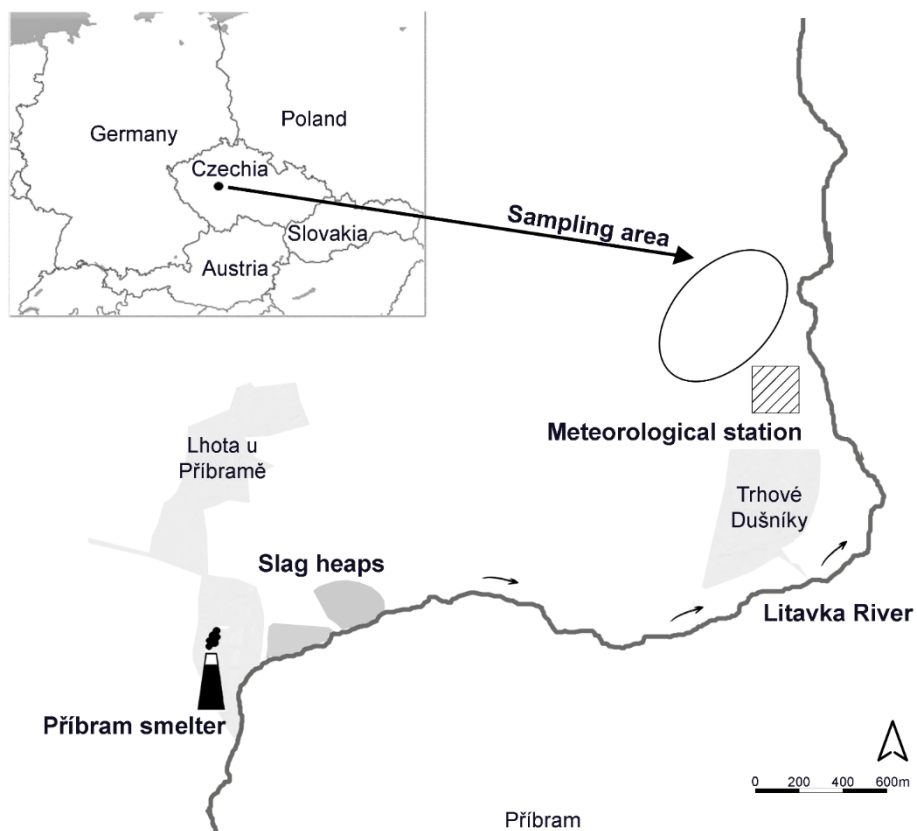 Germany
Poland
Czechia
Slovakia
Austria
Sampling area
Meteorological station
Lhota u
Příbramě
Trhové
Dušníky
Slag heaps
Litavka River
Příbram smelter
0 200 400 600m
Příbram